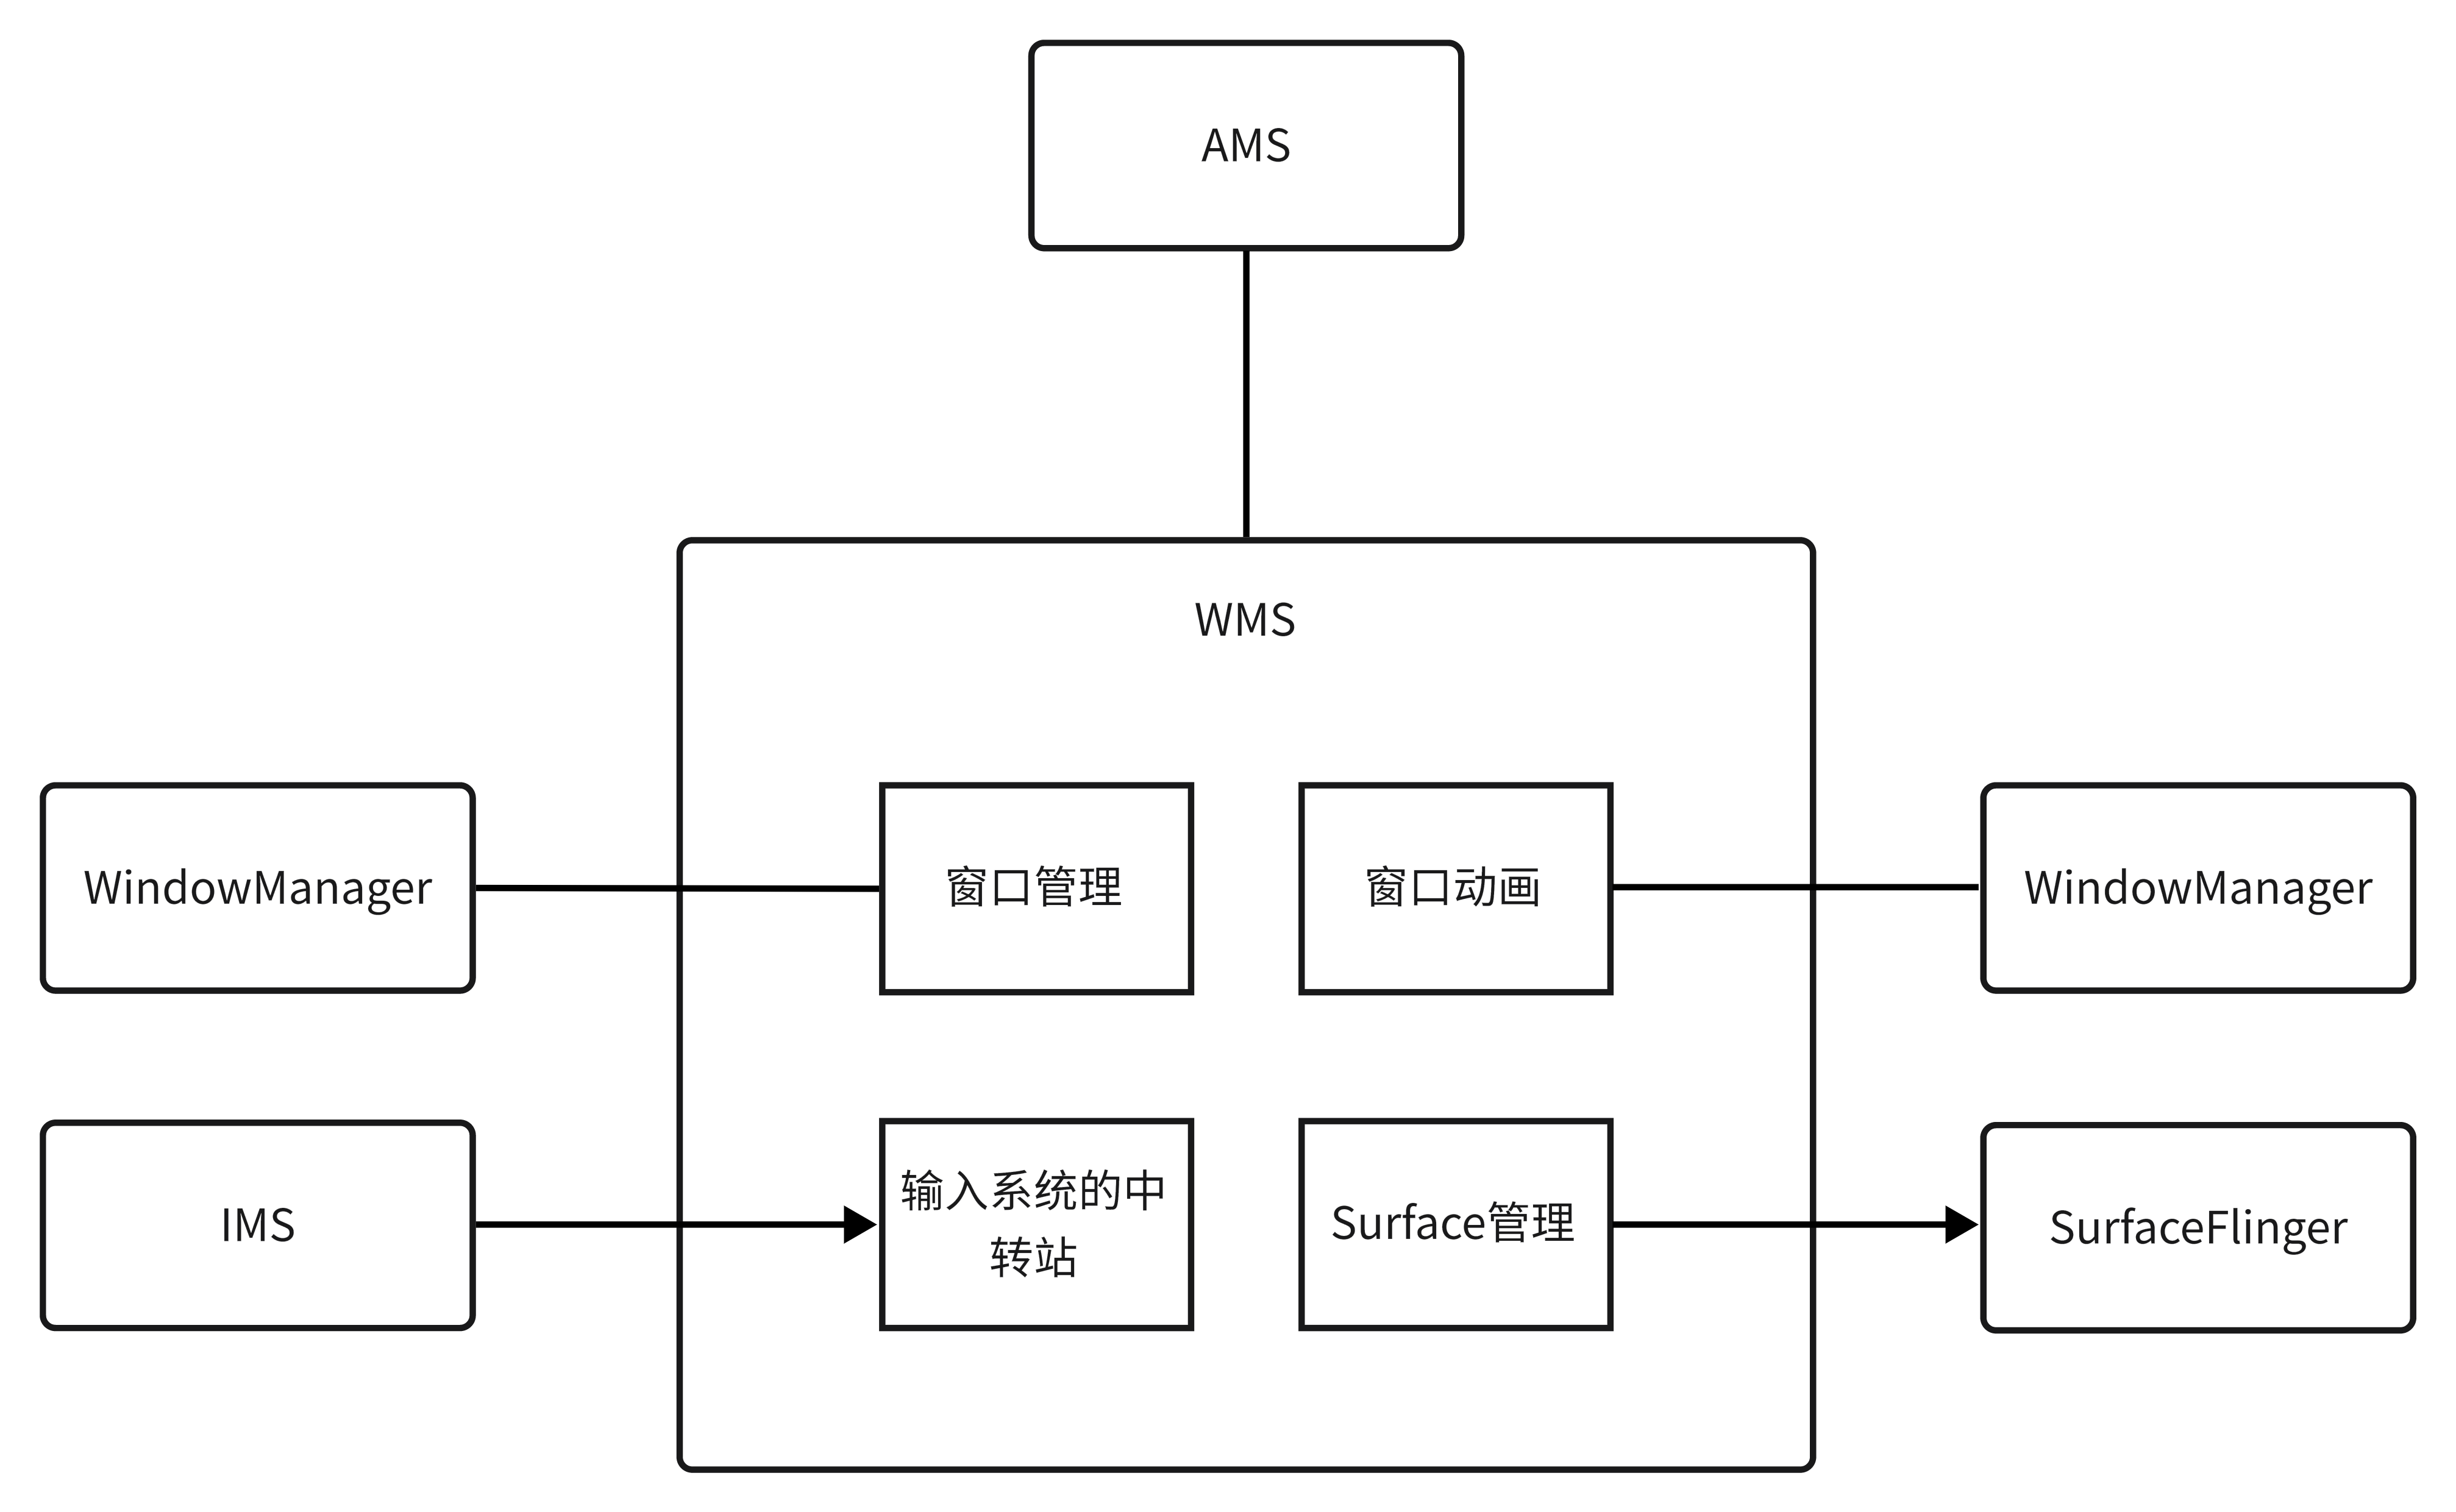 AMS
WMS
WindowManager
窗口管理
窗口动画
WindowManager
IMS
输入系统的中
转站
Surface管理
SurfaceFlinger